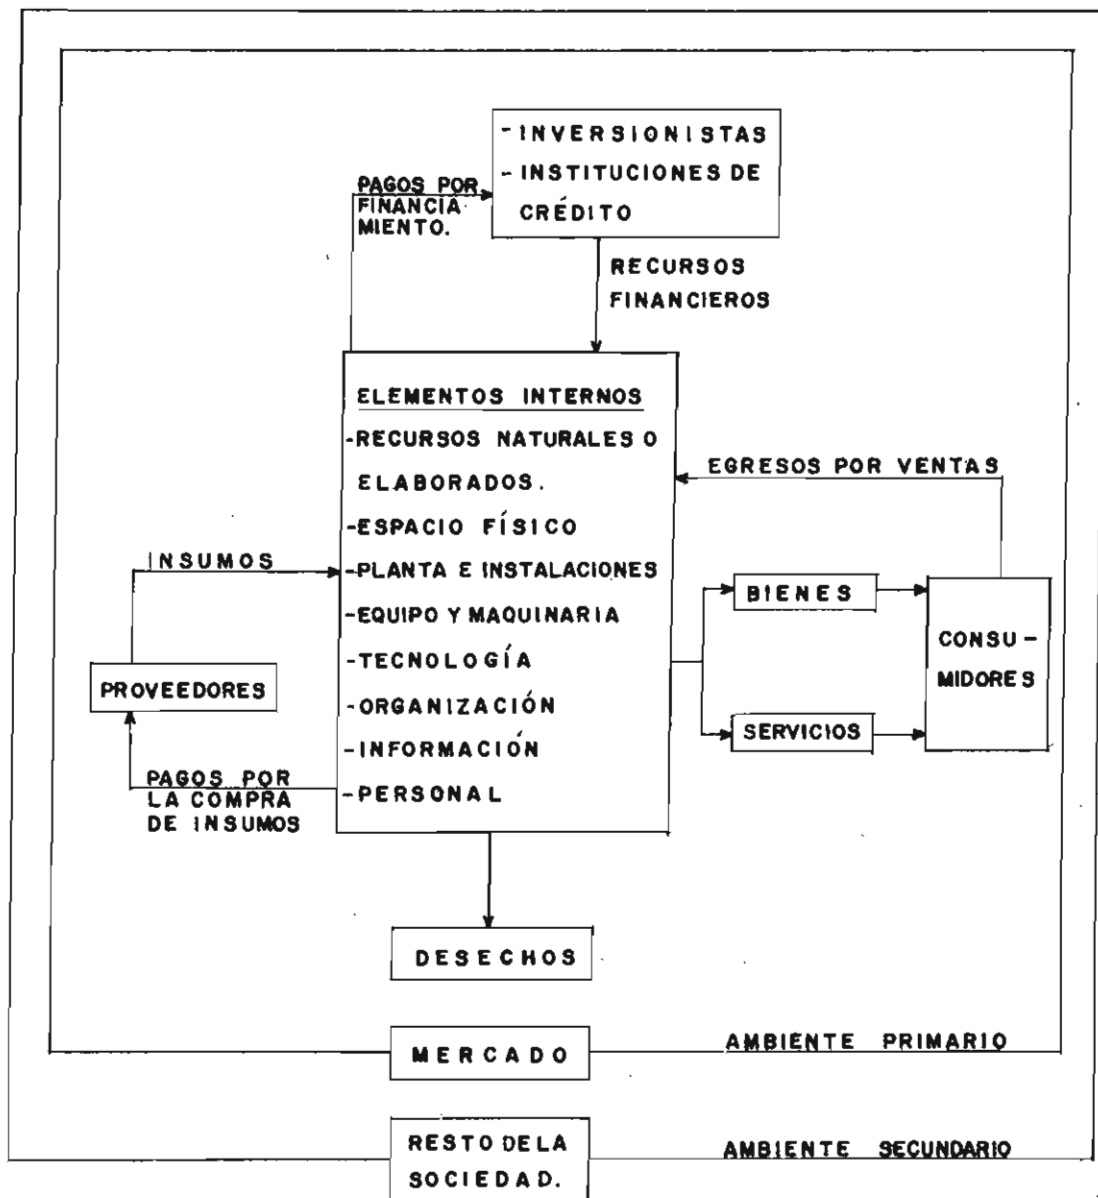 - INVERSIONISTAS
- INSTITUCIONES DE
CRÉDITO
PAGOS POR
FINANCIA
MIENTO.
RECURSOS
FINANCIEROS
ELEMENTOS INTERNOS
-RECURSOS NATURALES O
ELABORADOS.
-ESPACIO FÍSICO
-PLANTA E INSTALACIONES
-EQUIPO Y MAQUINARIA
-TECNOLOGÍA
-ORGANIZACIÓN
-INFORMACIÓN
-PERSONAL
EGRESOS POR VENTAS
INSUMOS
PROVEEDORES
PAGOS POR
LA COMPRA
DE INSUMOS
BIENES
SERVICIOS
CONSU-
MIDORES
DESECHOS
MERCADO
AMBIENTE PRIMARIO
RESTO DE LA
SOCIEDAD.
AMBIENTE SECUNDARIO